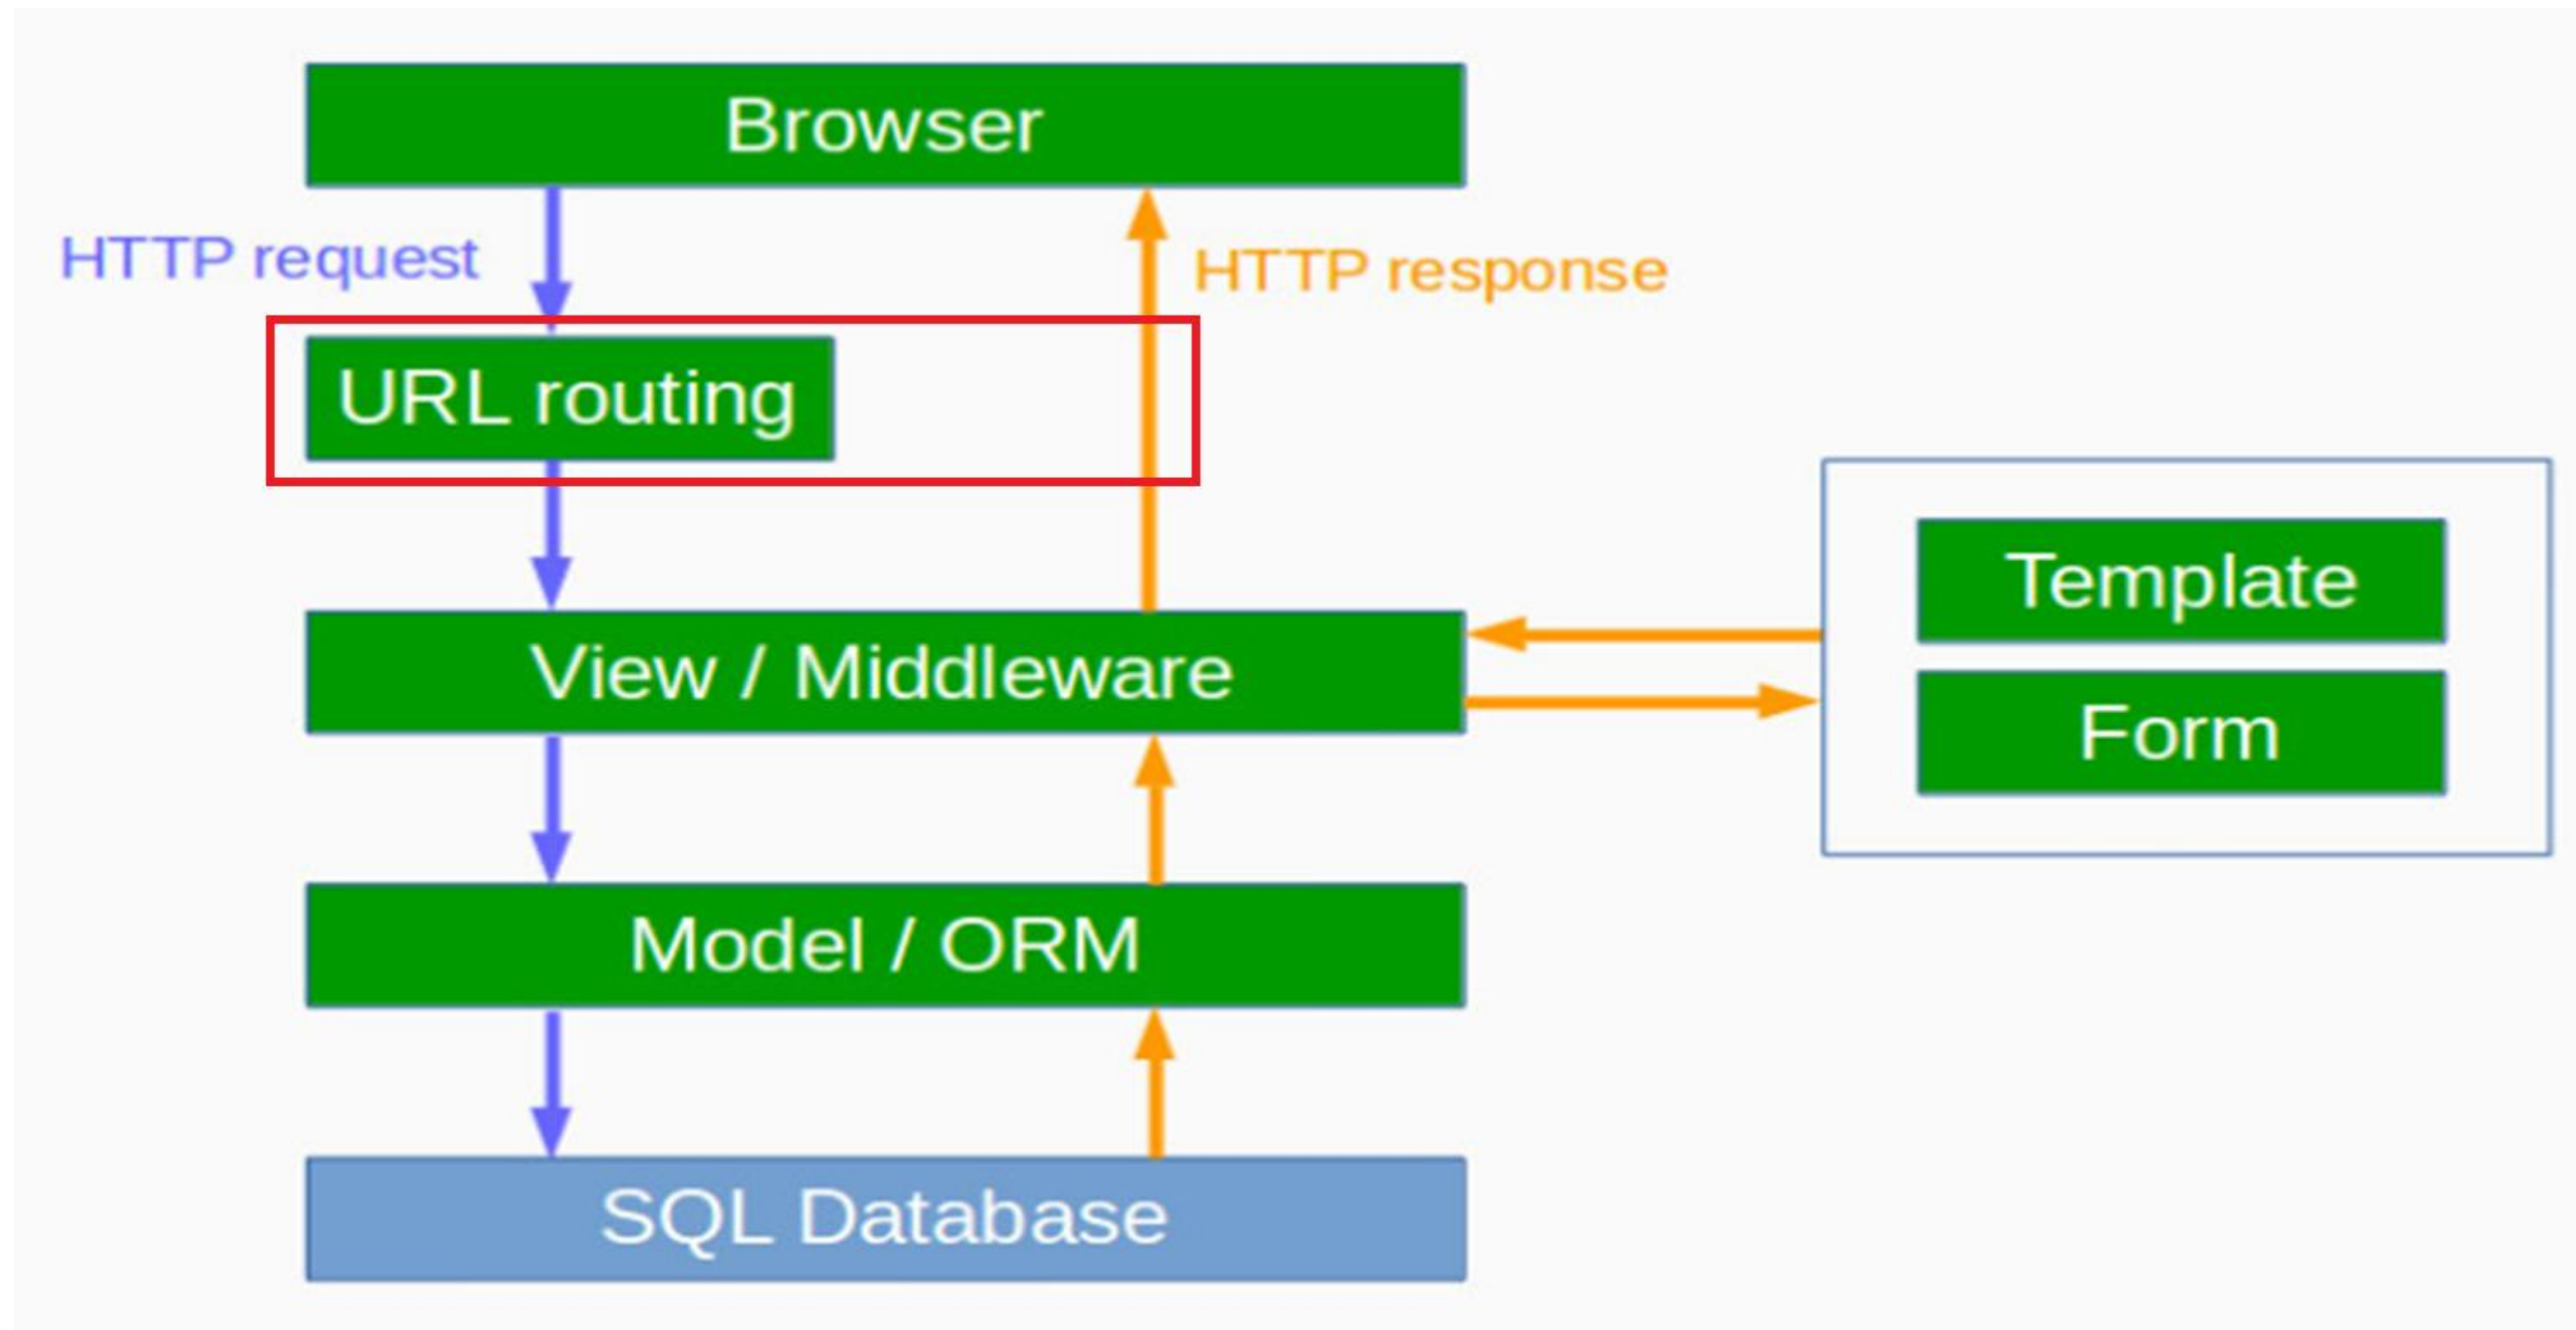 Browser
HTTP request
HTTP response
URL routing
Template
View / Middleware
Form
Model / ORM
SQL Database